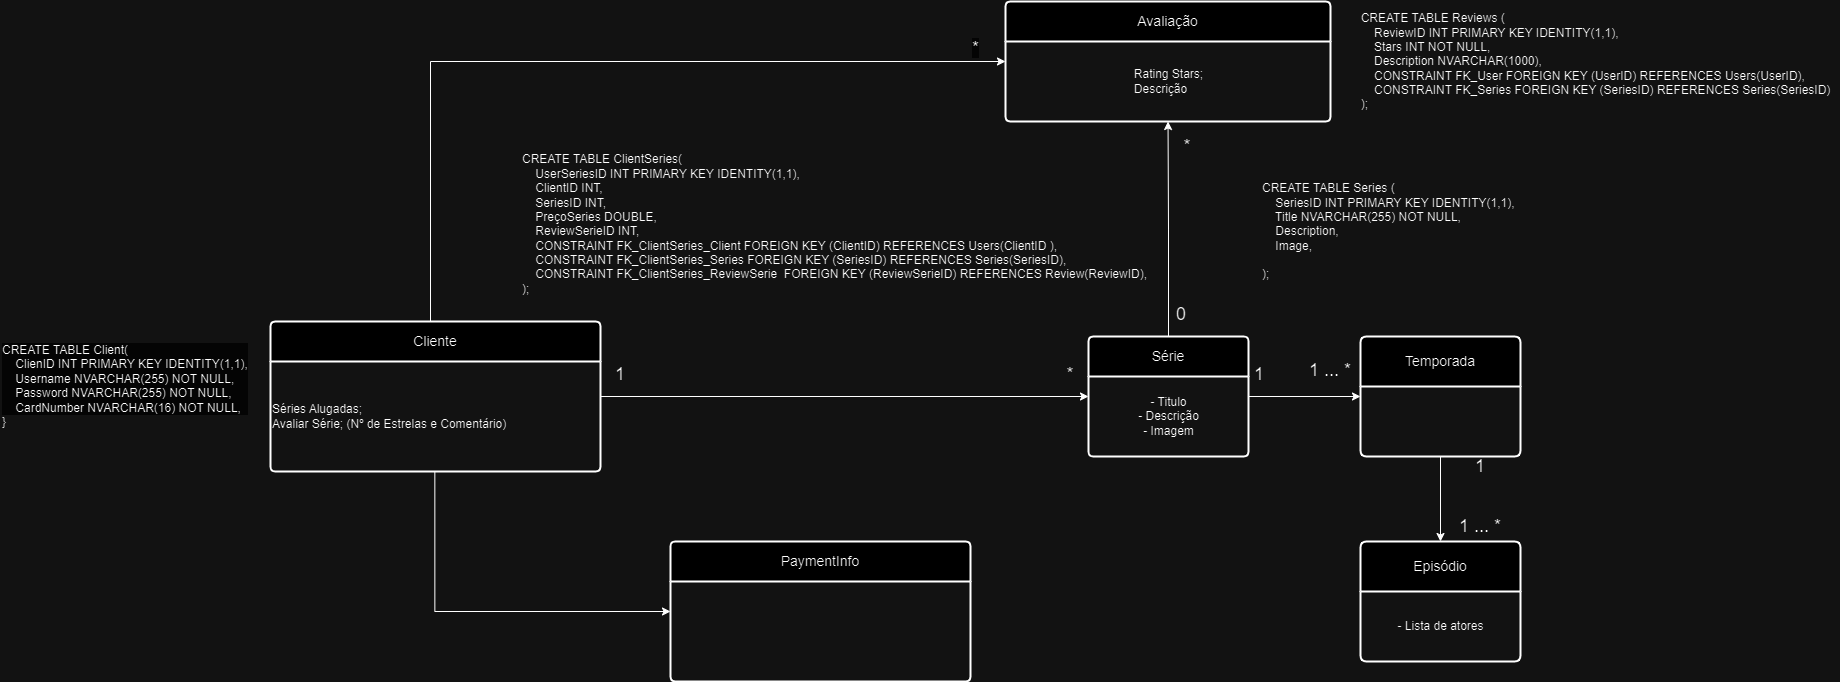 Avaliação
*
Rating Stars;
Descrição
CREATE TABLE Reviews (
ReviewID INT PRIMARY KEY IDENTITY(1,1),
Stars INT NOT NULL,
Description NVARCHAR(1000),
CONSTRAINT FK_User FOREIGN KEY (UserID) REFERENCES Users(UserID),
CONSTRAINT FK_Series FOREIGN KEY (SeriesID) REFERENCES Series(SeriesID)
);
*
CREATE TABLE ClientSeries(
UserSeriesID INT PRIMARY KEY IDENTITY(1,1),
ClientID INT,
SeriesID INT,
PreçoSeries DOUBLE,
ReviewSerieID INT,
CONSTRAINT FK_ClientSeries_Client FOREIGN KEY (ClientID) REFERENCES Users(ClientID ),
CONSTRAINT FK_ClientSeries_Series FOREIGN KEY (SeriesID) REFERENCES Series(SeriesID),
CONSTRAINT FK_ClientSeries_ReviewSerie  FOREIGN KEY (ReviewSerieID) REFERENCES Review(ReviewID),
);
CREATE TABLE Series (
SeriesID INT PRIMARY KEY IDENTITY(1,1),
Title NVARCHAR(255) NOT NULL,
Description,
Image,
);
0
CREATE TABLE Client(
ClienID INT PRIMARY KEY IDENTITY(1,1),
Username NVARCHAR(255) NOT NULL,
Password NVARCHAR(255) NOT NULL,
CardNumber NVARCHAR(16) NOT NULL,
}
Cliente
Séries Alugadas;
Avaliar Série; (Nº de Estrelas e Comentário)
1
*
Série
- Titulo
- Descrição
- Imagem
1
1 ... *
Temporada
1
1 ... *
PaymentInfo
Episódio
- Lista de atores